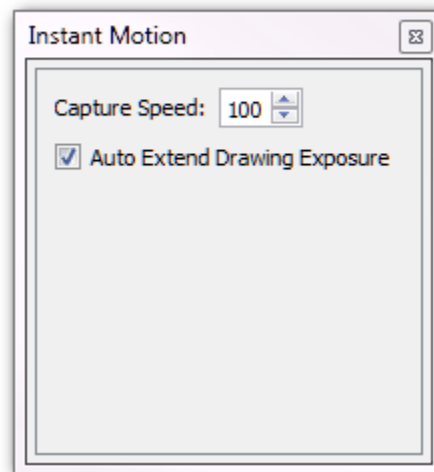 Instant Motion
Capture Speed: 100
Auto Extend Drawing Exposure